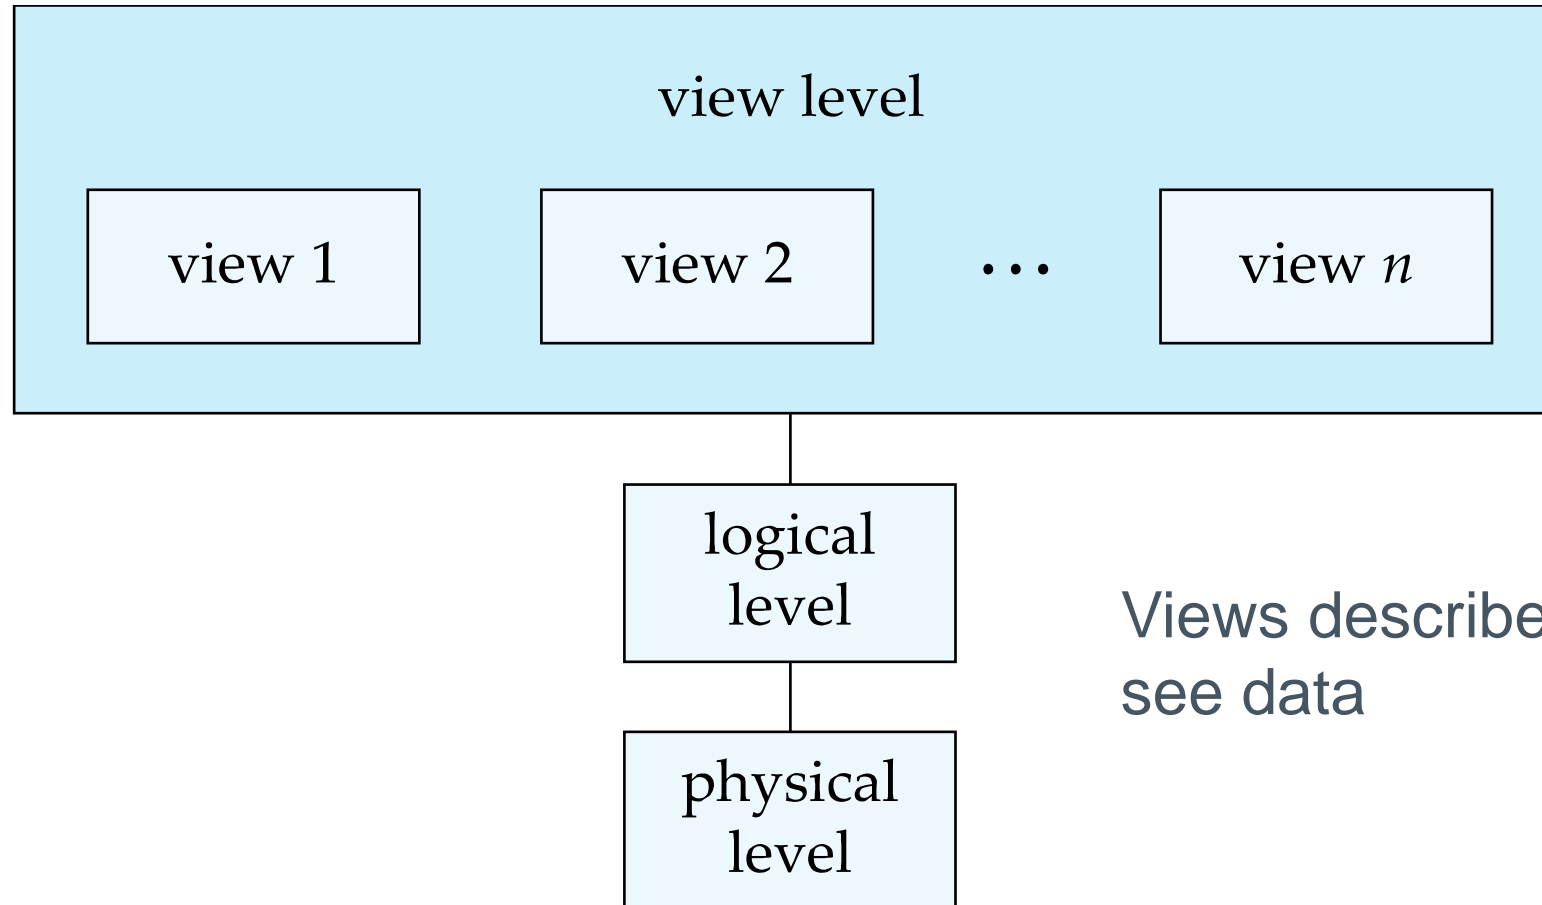 view level
view 1
view 2
...
view n
logical
level
Views describe
see data
physical
level